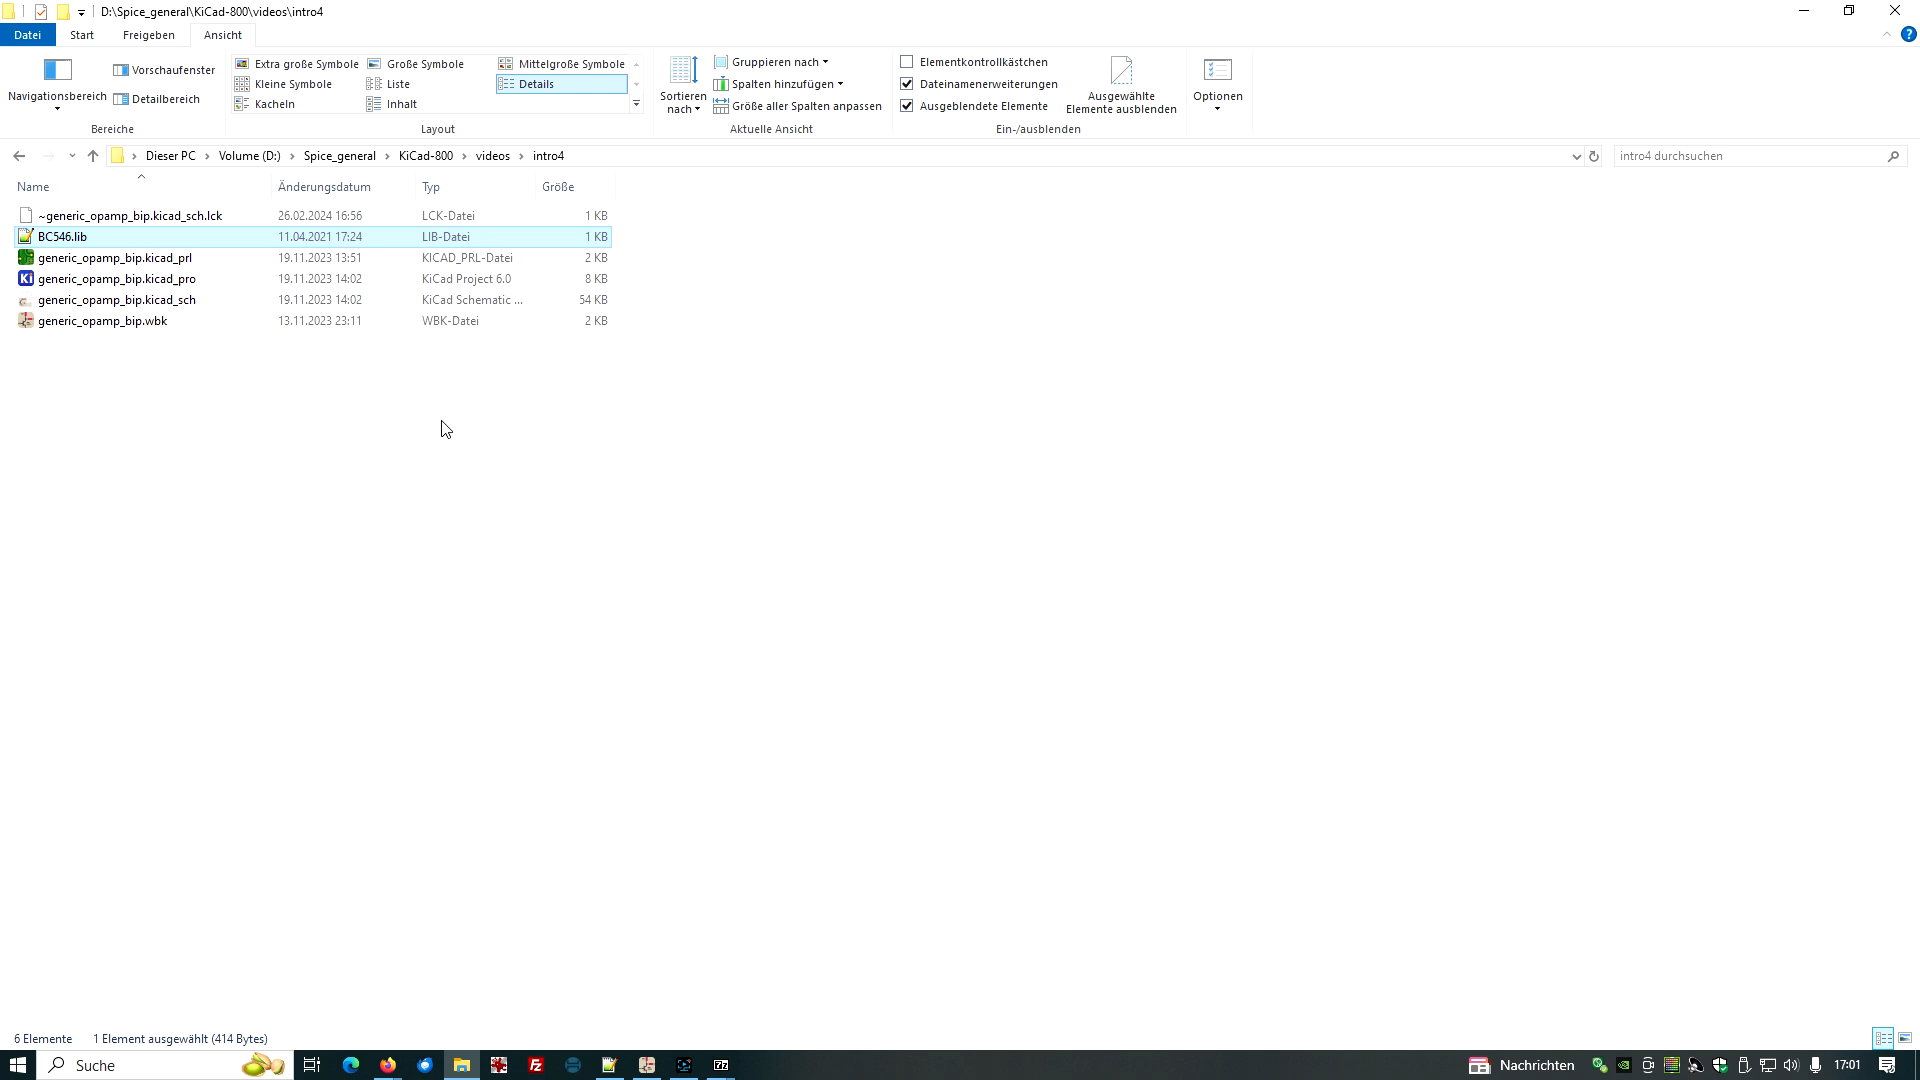 D:\Spice_general\KiCad-800\videos\intro4
Datei Start Freigeben Ansicht
Navigationsbereich
Vorschaufenster
Detailbereich
Bereiche
Extra große Symbole Große Symbole Mittelgroße Symbole
Kleine Symbole Liste Details
Kacheln Inhalt
Layout
Sortieren
nach
Gruppieren nach
Spalten hinzufügen
Größe aller Spalten anpassen
Aktuelle Ansicht
Elementkontrollkästchen
Dateinamenerweiterungen
Ausgeblendete Elemente
Ausgewählte
Elemente ausblenden
Ein-/ausblenden
Optionen
Dieser PC Volume (D:) Spice_general KiCad-800 videos intro4
intro4 durchsuchen
Name Änderungsdatum Typ Größe
~generic_opamp_bip.kicad_sch.lck 26.02.2024 16:56 LCK-Datei 1 KB
BC546.lib 11.04.2021 17:24 LIB-Datei 1 KB
generic_opamp_bip.kicad_prl 19.11.2023 13:51 KICAD_PRL-Datei 2 KB
generic_opamp_bip.kicad_pro 19.11.2023 14:02 KiCad Project 6.0 8 KB
generic_opamp_bip.kicad_sch 19.11.2023 14:02 KiCad Schematic ... 54 KB
generic_opamp_bip.wbk 13.11.2023 23:11 WBK-Datei 2 KB
6 Elemente 1 Element ausgewählt (414 Bytes)
Suche
Nachrichten
17:01